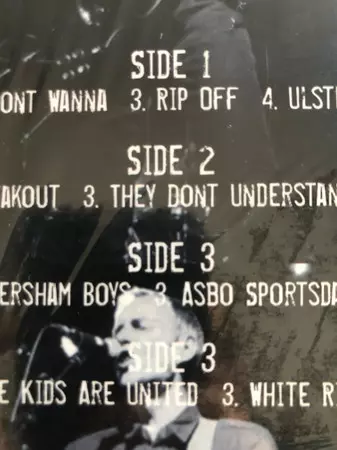 SIDE 1
ONT WANNA 3. RIP OFF 4. ULST
SIDE 2
AKOUT 3. THEY DONT UNDERSTAN
SIDE 3
ERSHAM BOYS 3. ASBO SPORTSDA
SIDE 3
E KIDS ARE UNITED 3. WHITE R